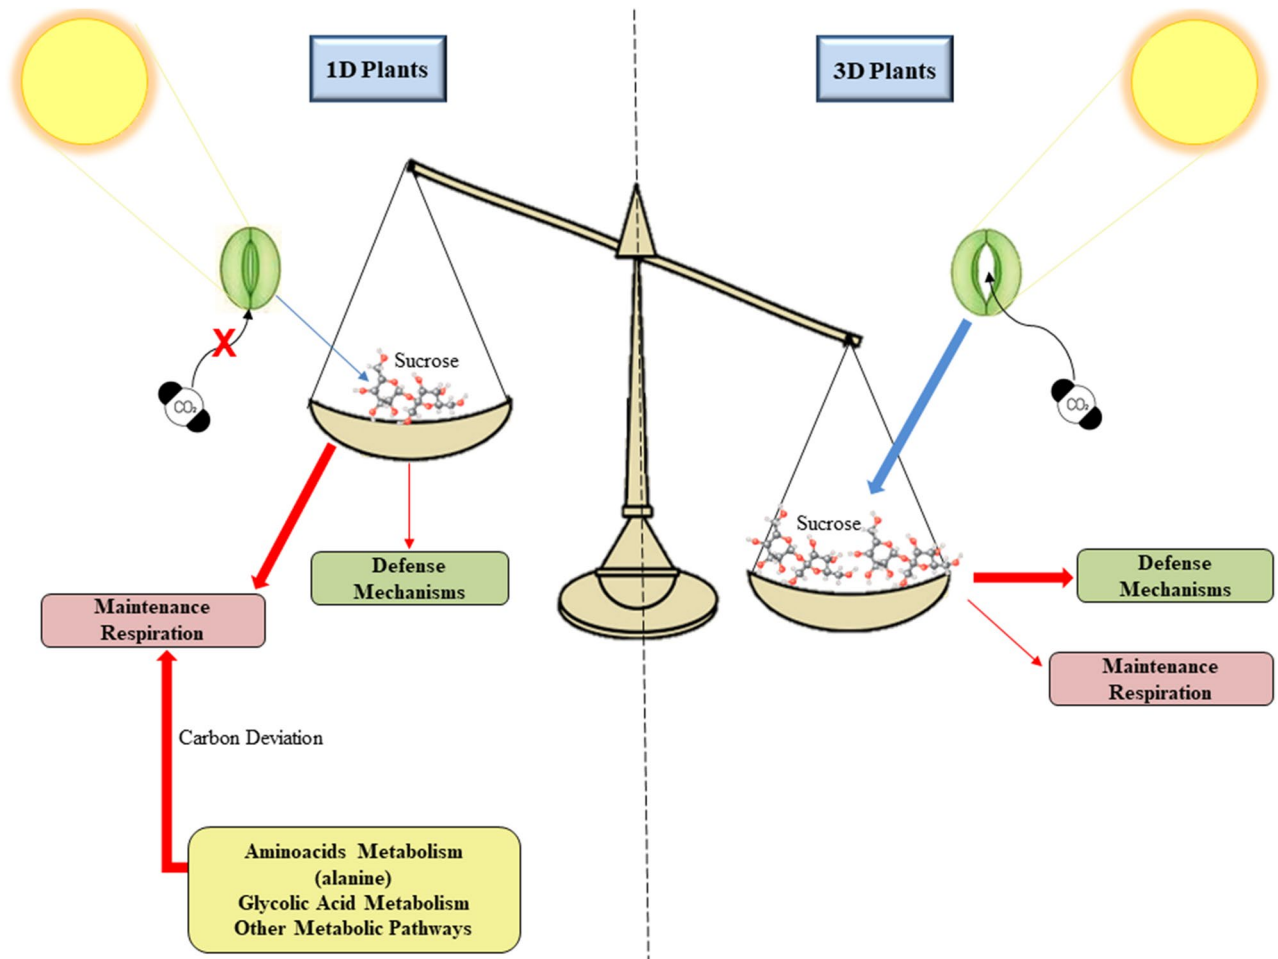 1D Plants
3D Plants
X
CO₂
Sucrose
CO₂
Sucrose
Defense
Mechanisms
Maintenance
Respiration
Defense
Mechanisms
Maintenance
Respiration
Carbon Deviation
Aminoacids Metabolism
(alanine)
Glycolic Acid Metabolism
Other Metabolic Pathways